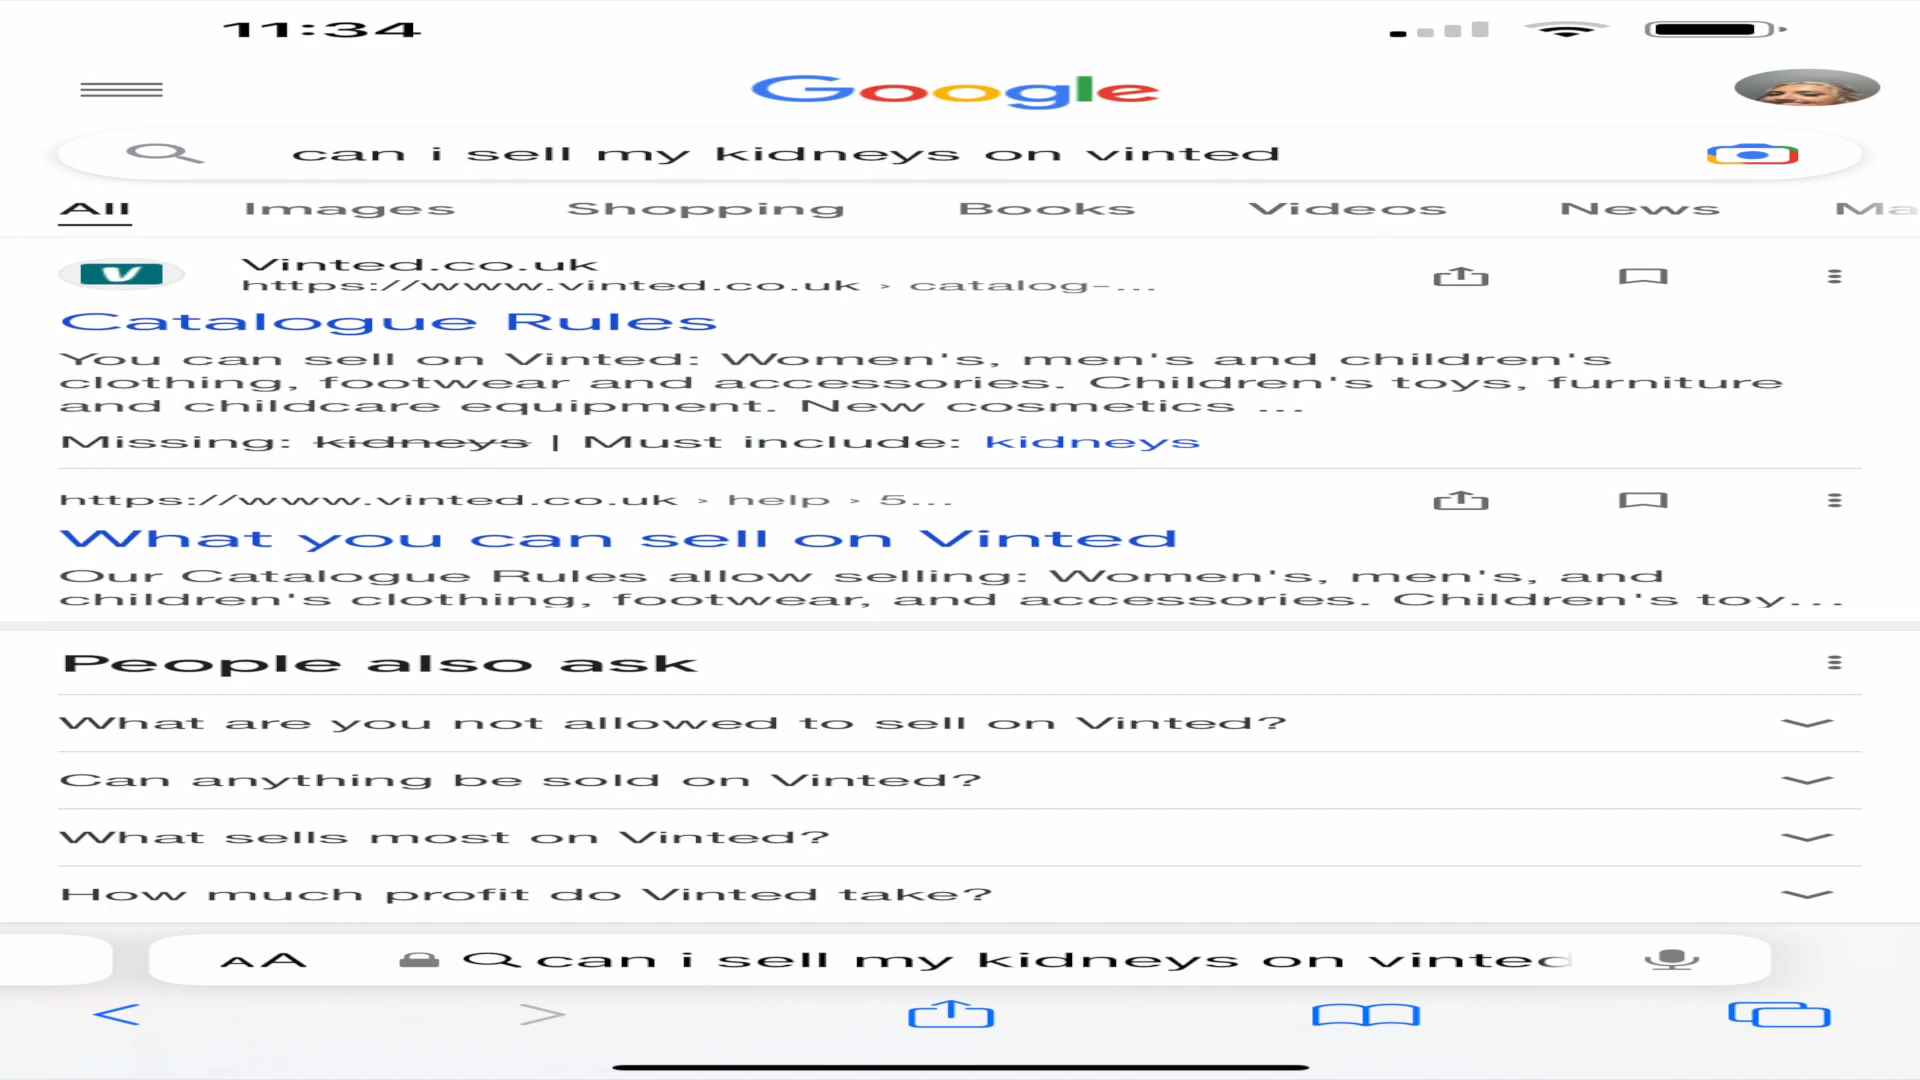 11:34
Google
can i sell my kidneys on vinted
All Images Shopping Books Videos News Ma
Vinted.co.uk
https://www.vinted.co.uk › catalog-...
Catalogue Rules
You can sell on Vinted: Women's, men's and children's
clothing, footwear and accessories. Children's toys, furniture
and childcare equipment. New cosmetics ...
Missing: kidneys | Must include: kidneys
https://www.vinted.co.uk › help › 5...
What you can sell on Vinted
Our Catalogue Rules allow selling: Women's, men's, and
children's clothing, footwear, and accessories. Children's toy...
People also ask
What are you not allowed to sell on Vinted?
Can anything be sold on Vinted?
What sells most on Vinted?
How much profit do Vinted take?
AA can i sell my kidneys on vinted